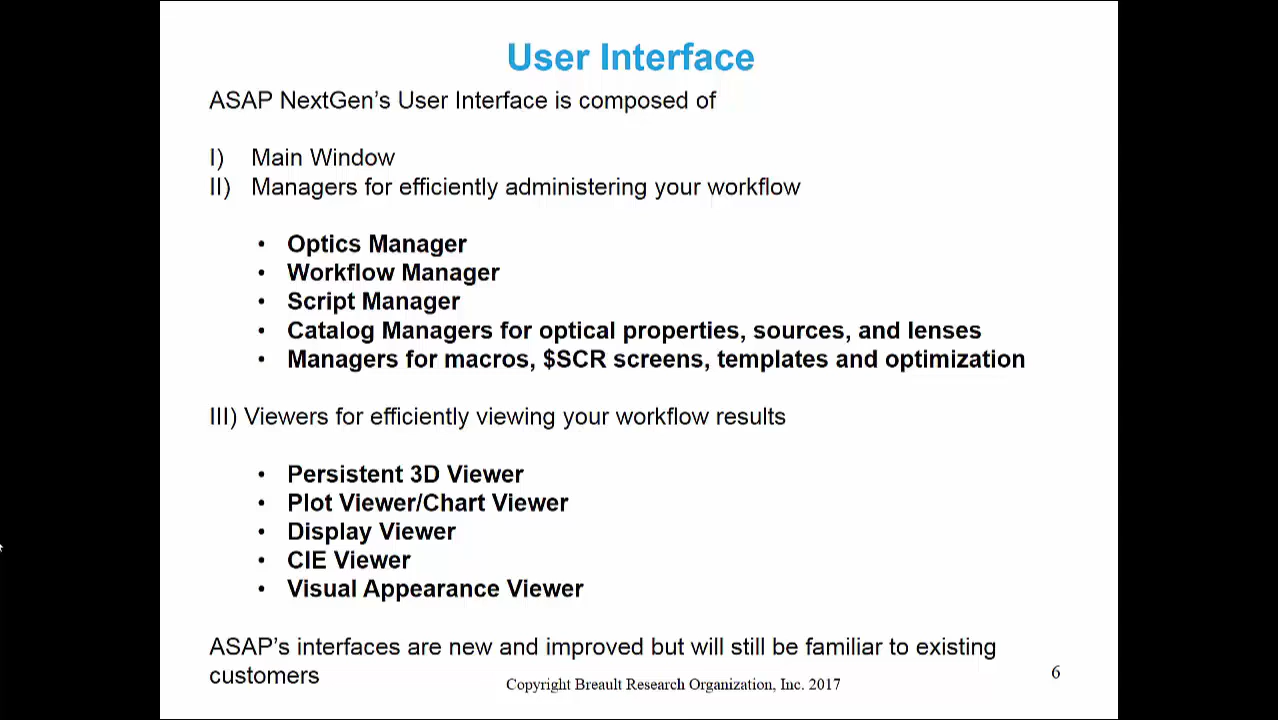 User Interface
ASAP NextGen’s User Interface is composed of
I) Main Window
II) Managers for efficiently administering your workflow
• Optics Manager
• Workflow Manager
• Script Manager
• Catalog Managers for optical properties, sources, and lenses
• Managers for macros, $SCR screens, templates and optimization
III) Viewers for efficiently viewing your workflow results
• Persistent 3D Viewer
• Plot Viewer/Chart Viewer
• Display Viewer
• CIE Viewer
• Visual Appearance Viewer
ASAP’s interfaces are new and improved but will still be familiar to existing
customers
Copyright Breault Research Organization, Inc. 2017
6